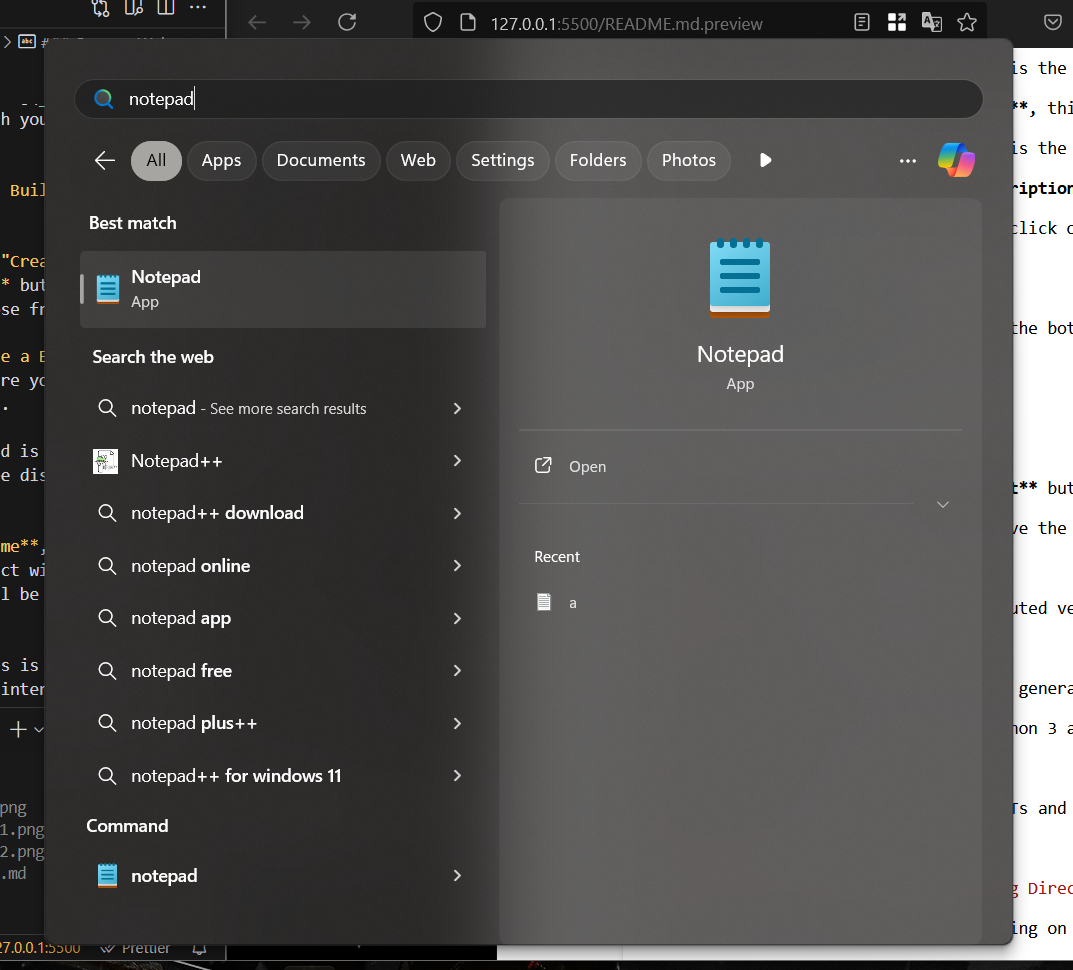 127.0.0.1:5500/README.md.preview
notepad
All Apps Documents Web Settings Folders Photos
Best match
Notepad
App
Search the web
notepad - See more search results
Notepad++
notepad++ download
notepad online
notepad app
notepad free
notepad plus++
notepad++ for windows 11
Command
notepad
Notepad
App
Open
Recent
a
h you
Buil
"Crea
* but
se fr
e a
re yo
.
d is
e dis
me**,
ct wi
l be
s is
inter
png
1.png
2.png
.md
27.0.0.1:5500 Prettier
is the
**, thi
is the
ription
click
the bot
t** but
ve the
uted ve
genera
hon 3 a
Ts and
g Direc
ing on